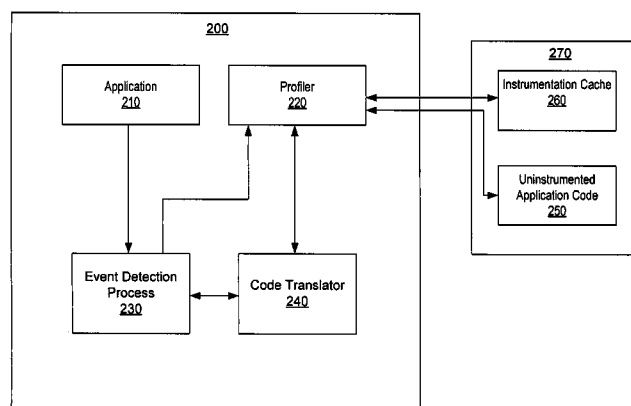 200
Application
210
Profiler
220
Event Detection
Process
230
Code Translator
240
270
Instrumentation Cache
260
Uninstrumented
Application Code
250